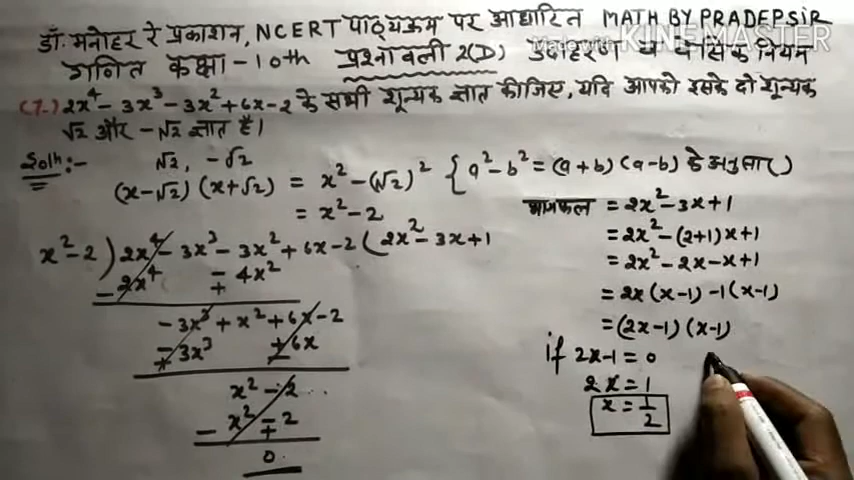 डॉ. मनोहर रे प्रकाशन, NCERT पाठ्यक्रम पर आधारित MATH BY PRADEPSIR
Made With KINEMASTER
गणित कक्षा - 10th प्रश्नावली 2(D) उदाहरण नियम
(7.) 2x⁴ - 3x³ - 3x² + 6x - 2 के सभी शून्यक ज्ञात कीजिए, यदि आपको इसके दो शून्यक
√2 और -√2 ज्ञात है।
Solⁿ :- √2, -√2
(x-√2) (x+√2) = x² - (√2)² { a² - b² = (a+b) (a-b) के अनुसार }
= x² - 2
x² - 2 ) 2x⁴ - 3x³ - 3x² + 6x - 2 ( 2x² - 3x + 1
- 2x⁴ ∓ 4x²
- 3x³ + x² + 6x - 2
∓ 3x³ ± 6x
x² - 2
- x² ∓ 2
0
भागफल = 2x² - 3x + 1
= 2x² - (2+1)x + 1
= 2x² - 2x - x + 1
= 2x (x-1) - 1 (x-1)
= (2x-1) (x-1)
if 2x-1 = 0
2x = 1
x = 1/2